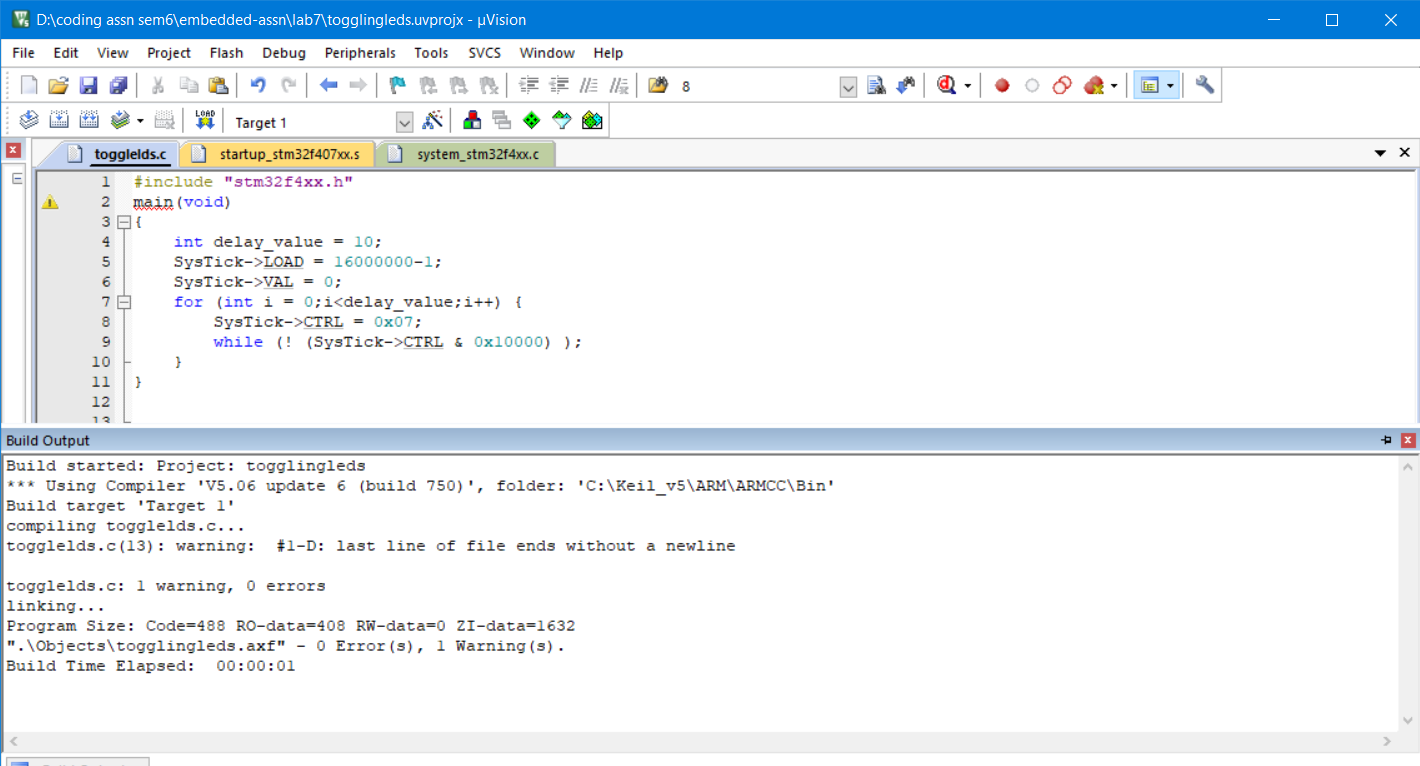 D:\coding assn sem6\embedded-assn\lab7\togglingleds.uvprojx - µVision
File Edit View Project Flash Debug Peripherals Tools SVCS Window Help
8
LOAD Target 1
togglelds.c startup_stm32f407xx.s system_stm32f4xx.c
1 #include "stm32f4xx.h"
2 main(void)
3 {
4 int delay_value = 10;
5 SysTick->LOAD = 16000000-1;
6 SysTick->VAL = 0;
7 for (int i = 0;i<delay_value;i++) {
8 SysTick->CTRL = 0x07;
9 while (! (SysTick->CTRL & 0x10000) );
10 }
11 }
12
13
Build Output
Build started: Project: togglingleds
*** Using Compiler 'V5.06 update 6 (build 750)', folder: 'C:\Keil_v5\ARM\ARMCC\Bin'
Build target 'Target 1'
compiling togglelds.c...
togglelds.c(13): warning:  #1-D: last line of file ends without a newline
togglelds.c: 1 warning, 0 errors
linking...
Program Size: Code=488 RO-data=408 RW-data=0 ZI-data=1632
".\Objects\togglingleds.axf" - 0 Error(s), 1 Warning(s).
Build Time Elapsed:  00:00:01